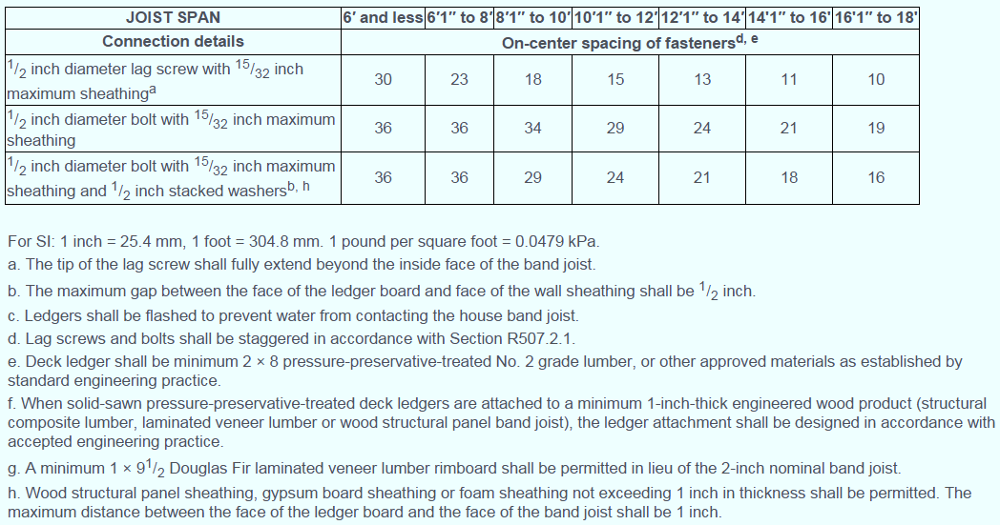 JOIST SPAN 6′ and less 6′1″ to 8′ 8′1″ to 10′ 10′1″ to 12′ 12′1″ to 14′ 14'1″ to 16' 16'1″ to 18'
Connection details On-center spacing of fasteners^d, e
1/2 inch diameter lag screw with 15/32 inch
maximum sheathing^a 30 23 18 15 13 11 10
1/2 inch diameter bolt with 15/32 inch maximum
sheathing 36 36 34 29 24 21 19
1/2 inch diameter bolt with 15/32 inch maximum
sheathing and 1/2 inch stacked washers^b, h 36 36 29 24 21 18 16
For SI: 1 inch = 25.4 mm, 1 foot = 304.8 mm. 1 pound per square foot = 0.0479 kPa.
a. The tip of the lag screw shall fully extend beyond the inside face of the band joist.
b. The maximum gap between the face of the ledger board and face of the wall sheathing shall be 1/2 inch.
c. Ledgers shall be flashed to prevent water from contacting the house band joist.
d. Lag screws and bolts shall be staggered in accordance with Section R507.2.1.
e. Deck ledger shall be minimum 2 × 8 pressure-preservative-treated No. 2 grade lumber, or other approved materials as established by
standard engineering practice.
f. When solid-sawn pressure-preservative-treated deck ledgers are attached to a minimum 1-inch-thick engineered wood product (structural
composite lumber, laminated veneer lumber or wood structural panel band joist), the ledger attachment shall be designed in accordance with
accepted engineering practice.
g. A minimum 1 × 9 1/2 Douglas Fir laminated veneer lumber rimboard shall be permitted in lieu of the 2-inch nominal band joist.
h. Wood structural panel sheathing, gypsum board sheathing or foam sheathing not exceeding 1 inch in thickness shall be permitted. The
maximum distance between the face of the ledger board and the face of the band joist shall be 1 inch.